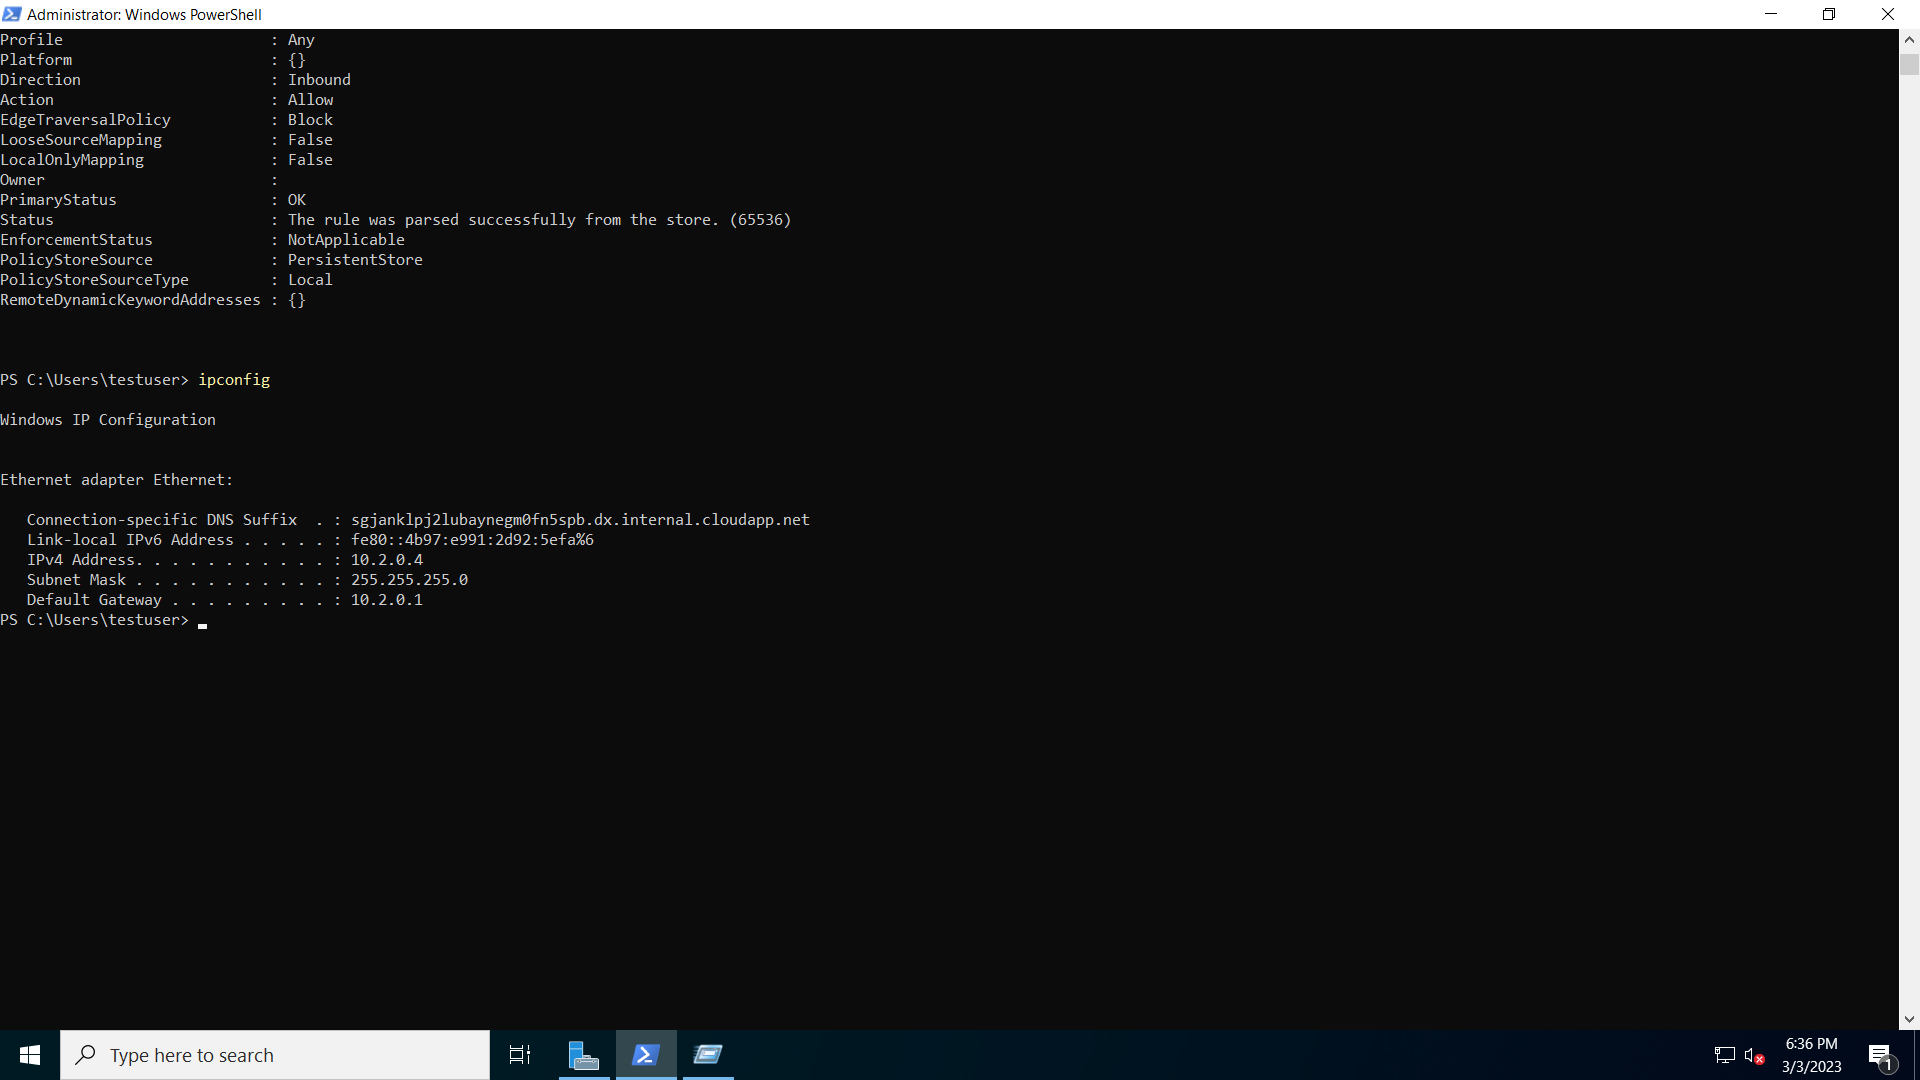 Administrator: Windows PowerShell
Profile                       : Any
Platform                      : {}
Direction                     : Inbound
Action                        : Allow
EdgeTraversalPolicy           : Block
LooseSourceMapping            : False
LocalOnlyMapping              : False
Owner                         :
PrimaryStatus                 : OK
Status                        : The rule was parsed successfully from the store. (65536)
EnforcementStatus             : NotApplicable
PolicyStoreSource             : PersistentStore
PolicyStoreSourceType         : Local
RemoteDynamicKeywordAddresses : {}
PS C:\Users\testuser> ipconfig
Windows IP Configuration
Ethernet adapter Ethernet:
   Connection-specific DNS Suffix  . : sgjanklpj2lubaynegm0fn5spb.dx.internal.cloudapp.net
   Link-local IPv6 Address . . . . . : fe80::4b97:e991:2d92:5efa%6
   IPv4 Address. . . . . . . . . . . : 10.2.0.4
   Subnet Mask . . . . . . . . . . . : 255.255.255.0
   Default Gateway . . . . . . . . . : 10.2.0.1
PS C:\Users\testuser>
Type here to search
6:36 PM
3/3/2023
1